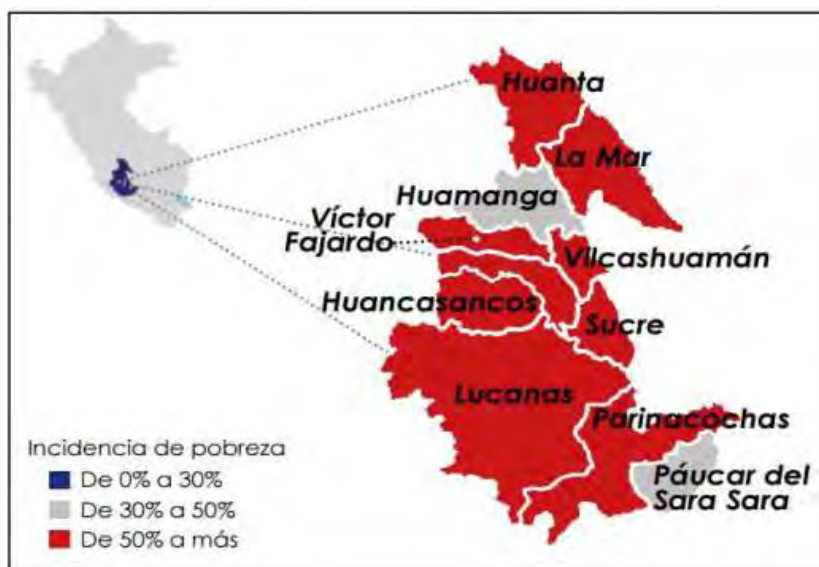 Huanta
La Mar
Huamanga
Víctor
Fajardo
Vilcashuamán
Huancasancos
Sucre
Lucanas
Parinacochas
Páucar del
Sara Sara
Incidencia de pobreza
De 0% a 30%
De 30% a 50%
De 50% a más